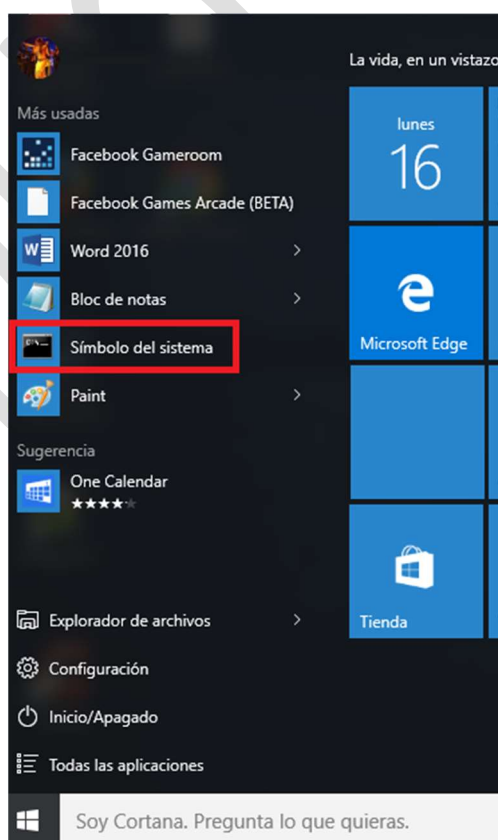 La vida, en un vistazo
Más usadas
Facebook Gameroom
Facebook Games Arcade (BETA)
Word 2016
Bloc de notas
Símbolo del sistema
Paint
Sugerencia
One Calendar
Explorador de archivos
Configuración
Inicio/Apagado
Todas las aplicaciones
Soy Cortana. Pregunta lo que quieras.
lunes
16
Microsoft Edge
Tienda